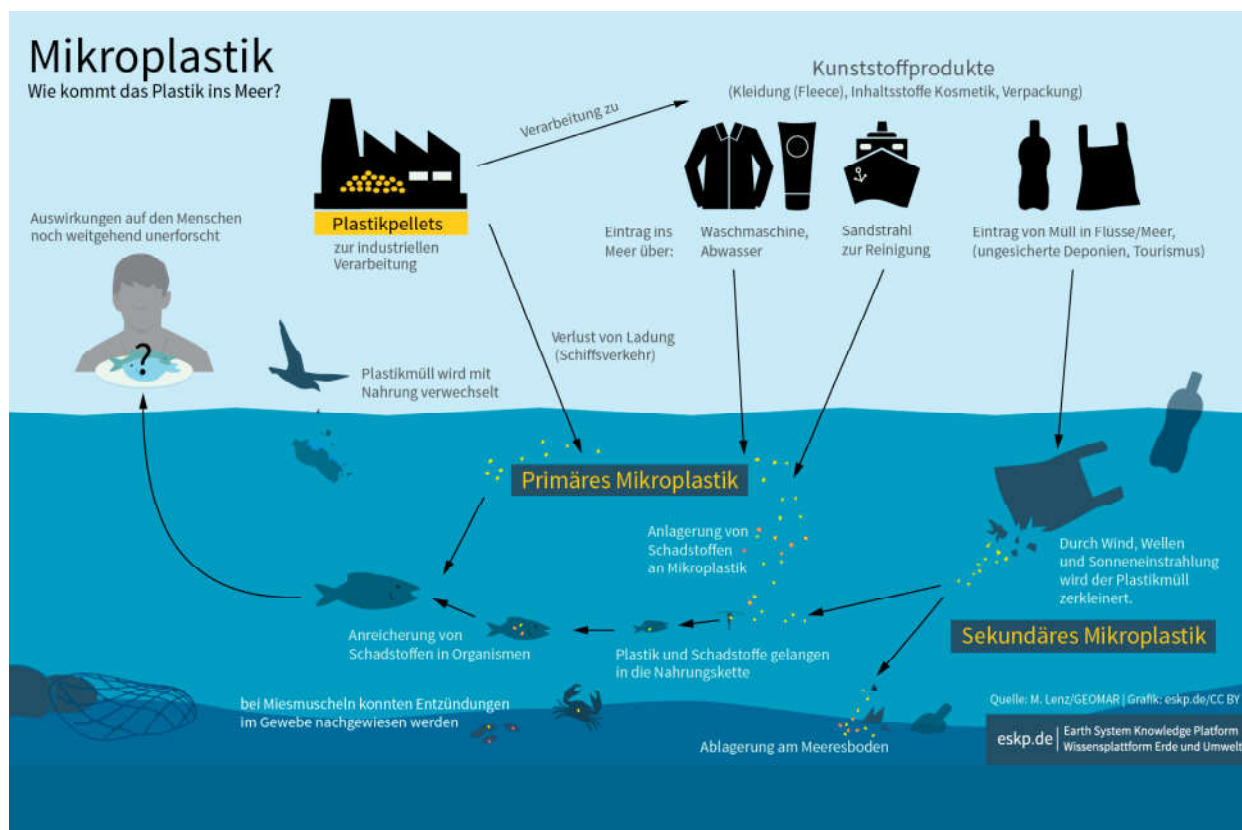 Mikroplastik
Wie kommt das Plastik ins Meer?
Kunststoffprodukte
(Kleidung (Fleece), Inhaltsstoffe Kosmetik, Verpackung)
Verarbeitung zu
Plastikpellets
zur industriellen
Verarbeitung
Auswirkungen auf den Menschen
noch weitgehend unerforscht
?
Eintrag ins
Meer über:
Waschmaschine,
Abwasser
Sandstrahl
zur Reinigung
Eintrag von Müll in Flüsse/Meer,
(ungesicherte Deponien, Tourismus)
Verlust von Ladung
(Schiffsverkehr)
Plastikmüll wird mit
Nahrung verwechselt
Primäres Mikroplastik
Anlagerung von
Schadstoffen
an Mikroplastik
Durch Wind, Wellen
und Sonneneinstrahlung
wird der Plastikmüll
zerkleinert.
Sekundäres Mikroplastik
Anreicherung von
Schadstoffen in Organismen
Plastik und Schadstoffe gelangen
in die Nahrungskette
bei Miesmuscheln konnten Entzündungen
im Gewebe nachgewiesen werden
Ablagerung am Meeresboden
Quelle: M. Lenz/GEOMAR | Grafik: eskp.de/CC BY
eskp.de | Earth System Knowledge Platform
Wissensplattform Erde und Umwelt